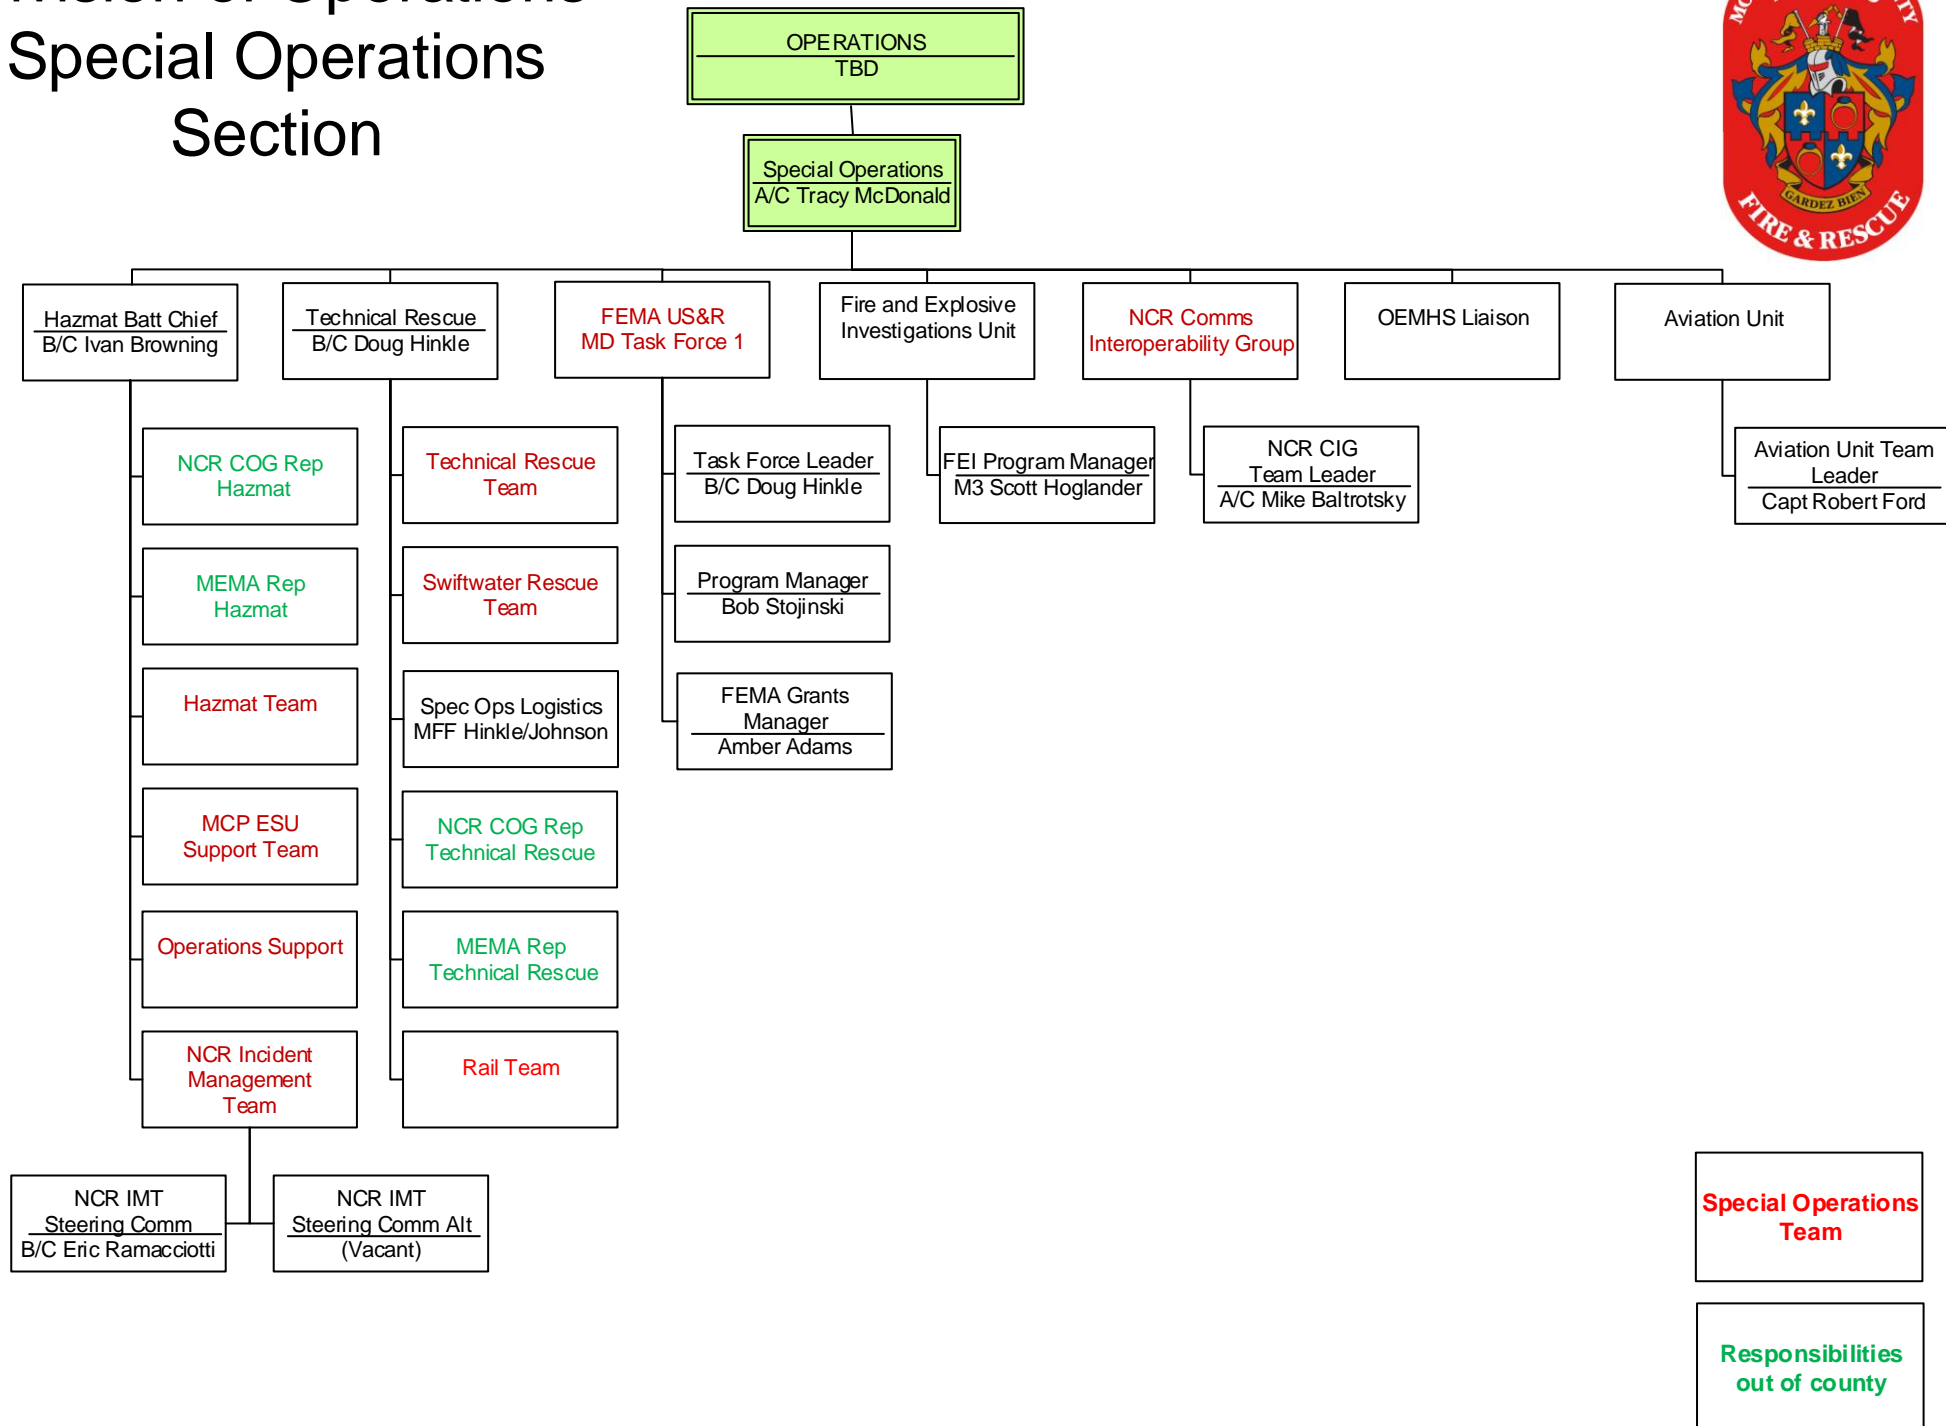 Special Operations
Section
OPERATIONS
TBD
Special Operations
A/C Tracy McDonald
GARDEZ BIEN
FIRE & RESCUE
Hazmat Batt Chief
B/C Ivan Browning
Technical Rescue
B/C Doug Hinkle
FEMA US&R
MD Task Force 1
Fire and Explosive
Investigations Unit
NCR Comms
Interoperability Group
OEMHS Liaison
Aviation Unit
NCR COG Rep
Hazmat
MEMA Rep
Hazmat
Hazmat Team
MCP ESU
Support Team
Operations Support
NCR Incident
Management
Team
NCR IMT
Steering Comm
B/C Eric Ramacciotti
NCR IMT
Steering Comm Alt
(Vacant)
Technical Rescue
Team
Swiftwater Rescue
Team
Spec Ops Logistics
MFF Hinkle/Johnson
NCR COG Rep
Technical Rescue
MEMA Rep
Technical Rescue
Rail Team
Task Force Leader
B/C Doug Hinkle
Program Manager
Bob Stojinski
FEMA Grants
Manager
Amber Adams
FEI Program Manager
M3 Scott Hoglander
NCR CIG
Team Leader
A/C Mike Baltrotsky
Aviation Unit Team
Leader
Capt Robert Ford
Special Operations
Team
Responsibilities
out of county